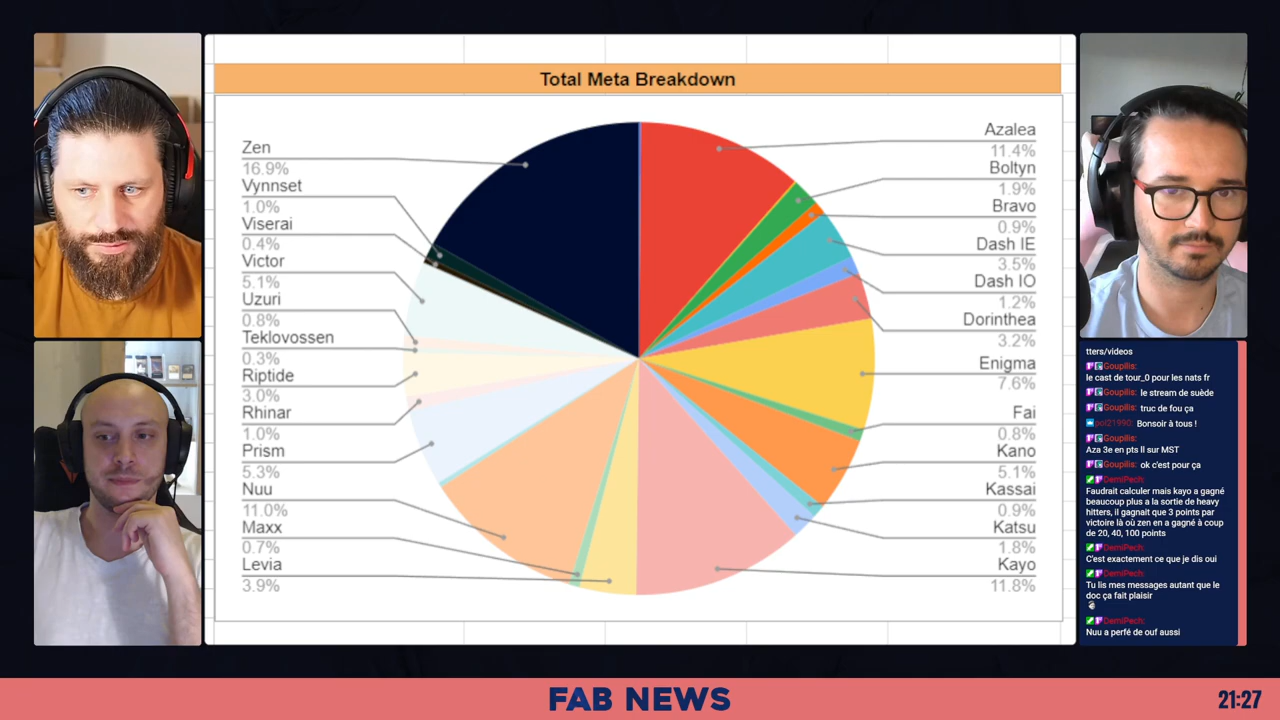 Total Meta Breakdown
Zen
16.9%
Vynnset
1.0%
Viserai
0.4%
Victor
5.1%
Uzuri
0.8%
Teklovossen
0.3%
Riptide
3.0%
Rhinar
1.0%
Prism
5.3%
Nuu
11.0%
Maxx
0.7%
Levia
3.9%
Azalea
11.4%
Boltyn
1.9%
Bravo
0.9%
Dash IE
3.5%
Dash IO
1.2%
Dorinthea
3.2%
Enigma
7.6%
Fai
0.8%
Kano
5.1%
Kassai
0.9%
Katsu
1.8%
Kayo
11.8%
tters/videos
Goupilis:
le cast de tour_0 pour les nats fr
Goupilis: le stream de suède
Goupilis: truc de fou ça
pol21990: Bonsoir à tous !
Goupilis:
Aza 3e en pts ll sur MST
Goupilis: ok c'est pour ça
DemiPech:
Faudrait calculer mais kayo a gagné
beaucoup plus a la sortie de heavy
hitters, il gagnait que 3 points par
victoire là où zen en a gagné à coup
de 20, 40, 100 points
DemiPech:
C'est exactement ce que je dis oui
DemiPech:
Tu lis mes messages autant que le
doc ça fait plaisir
DemiPech:
Nuu a perfé de ouf aussi
FAB NEWS
21:27